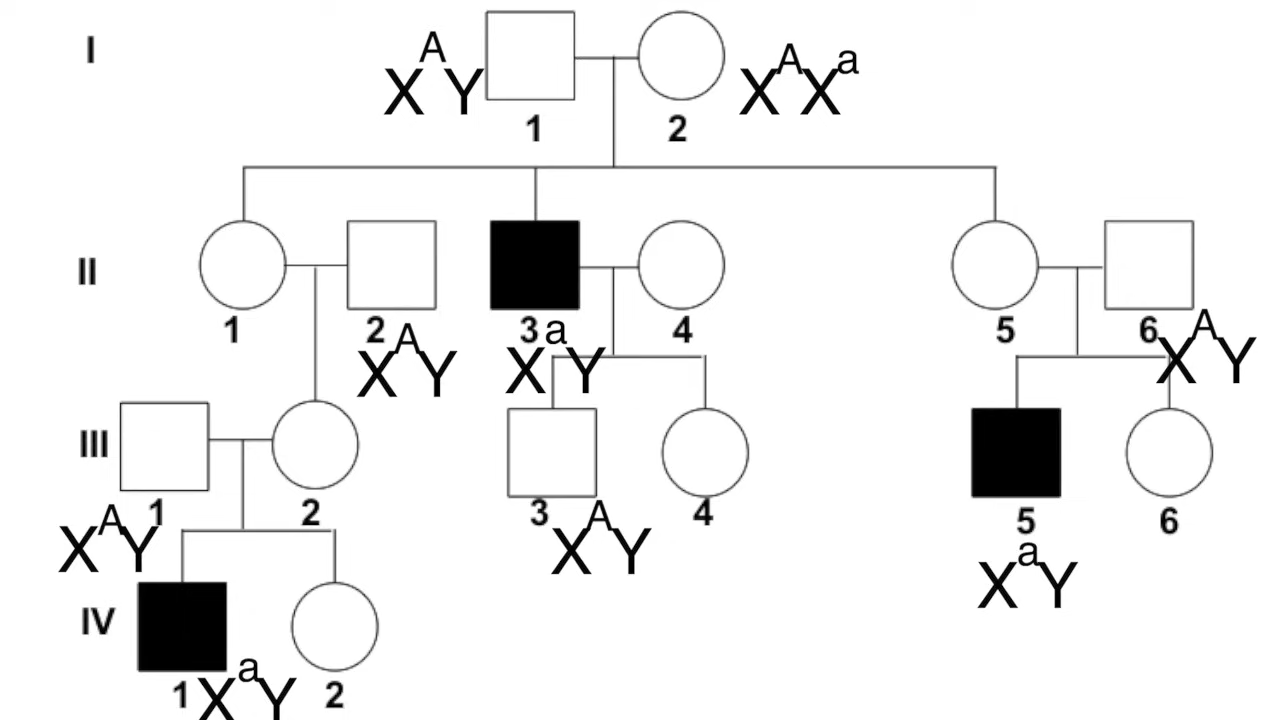 I
X^A Y
X^A X^a
1 2
II
1 2 3 4 5 6
X^A Y X^a Y X^A Y
III
1 2 3 4 5 6
X^A Y X^A Y X^a Y
IV
1 X^a Y 2